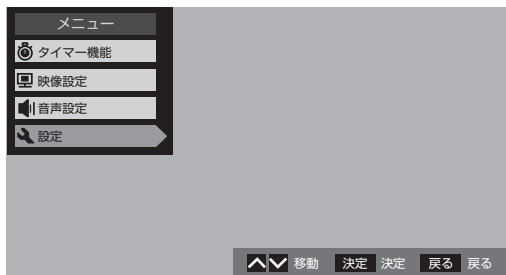 メニュー
タイマー機能
映像設定
音声設定
設定
移動 決定 決定 戻る 戻る